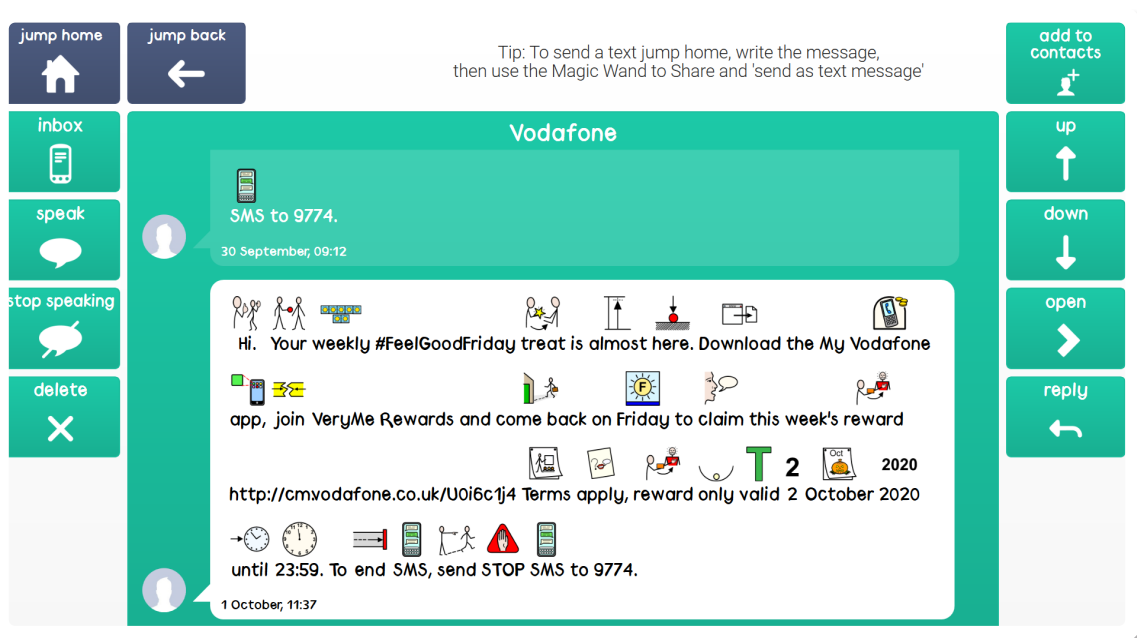 jump home
jump back
Tip: To send a text jump home, write the message,
then use the Magic Wand to Share and 'send as text message'
add to
contacts
inbox
Vodafone
up
SMS to 9774.
30 September, 09:12
speak
down
stop speaking
open
Hi. Your weekly #FeelGoodFriday treat is almost here. Download the My Vodafone
F
delete
reply
app, join VeryMe Rewards and come back on Friday to claim this week's reward
T 2 Oct 2020
http://cmvodafone.co.uk/U0i6c1j4 Terms apply, reward only valid 2 October 2020
until 23:59. To end SMS, send STOP SMS to 9774.
1 October, 11:37